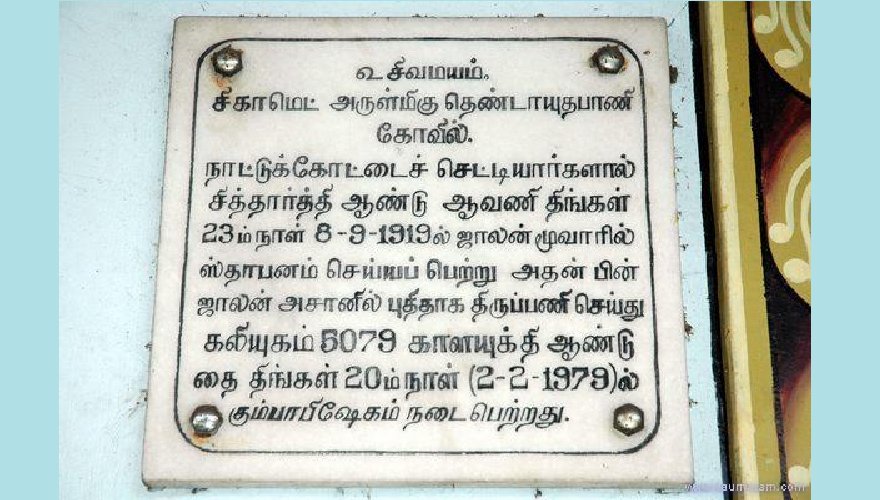 உ சிவமயம்.
சிகாமெட் அருள்மிகு தெண்டாயுதபாணி
கோவில்.
நாட்டுக்கோட்டைச் செட்டியார்களால்
சித்தார்த்தி ஆண்டு ஆவணி திங்கள்
23ம்நாள் 8-9-1919ல் ஜாலன் மூவாரில்
ஸ்தாபனம் செய்யப் பெற்று அதன் பின்
ஜாலன் அசானில் புதிதாக திருப்பணி செய்து
கலியுகம் 5079 காளயுக்தி ஆண்டு
தை திங்கள் 20ம்நாள் (2-2-1979)ல்
கும்பாபிஷேகம் நடை பெற்றது.